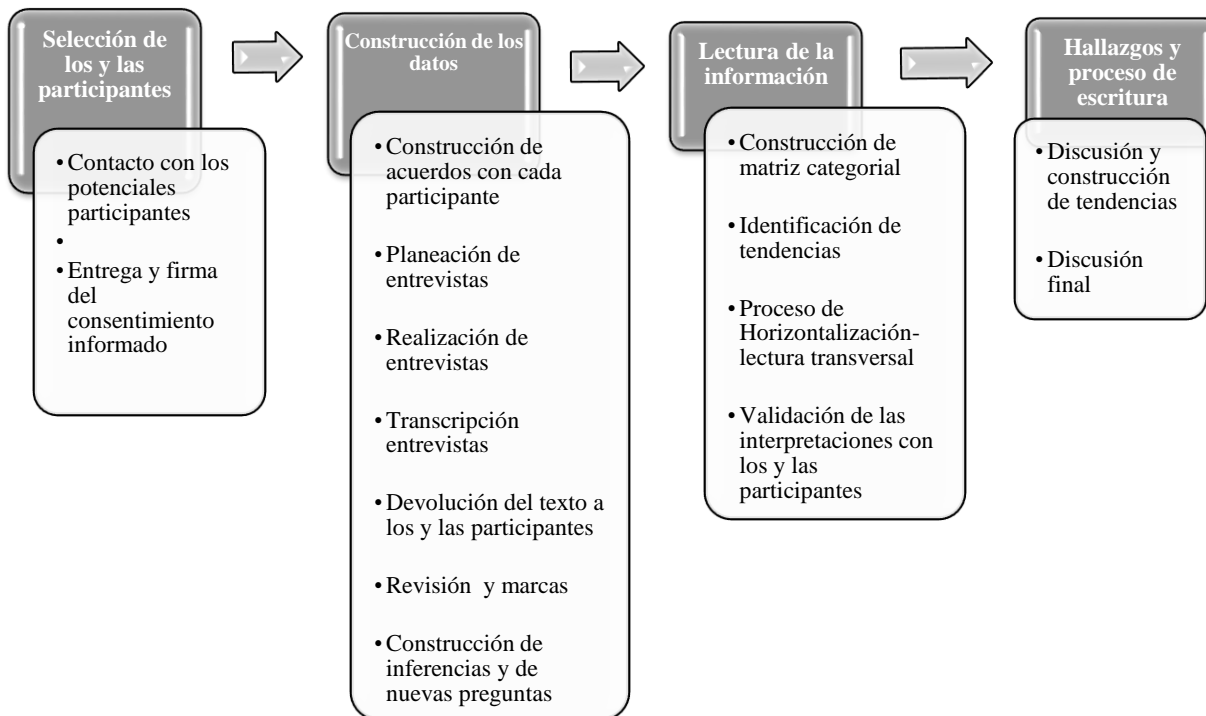 Selección de
los y las
participantes
• Contacto con los
potenciales
participantes
•
• Entrega y firma
del
consentimiento
informado
Construcción de los
datos
• Construcción de
acuerdos con cada
participante
• Planeación de
entrevistas
• Realización de
entrevistas
• Transcripción
entrevistas
• Devolución del texto a
los y las participantes
• Revisión y marcas
• Construcción de
inferencias y de
nuevas preguntas
Lectura de la
información
• Construcción de
matriz categorial
• Identificación de
tendencias
• Proceso de
Horizontalización-
lectura transversal
• Validación de las
interpretaciones con
los y las
participantes
Hallazgos y
proceso de
escritura
• Discusión y
construcción
de tendencias
• Discusión
final